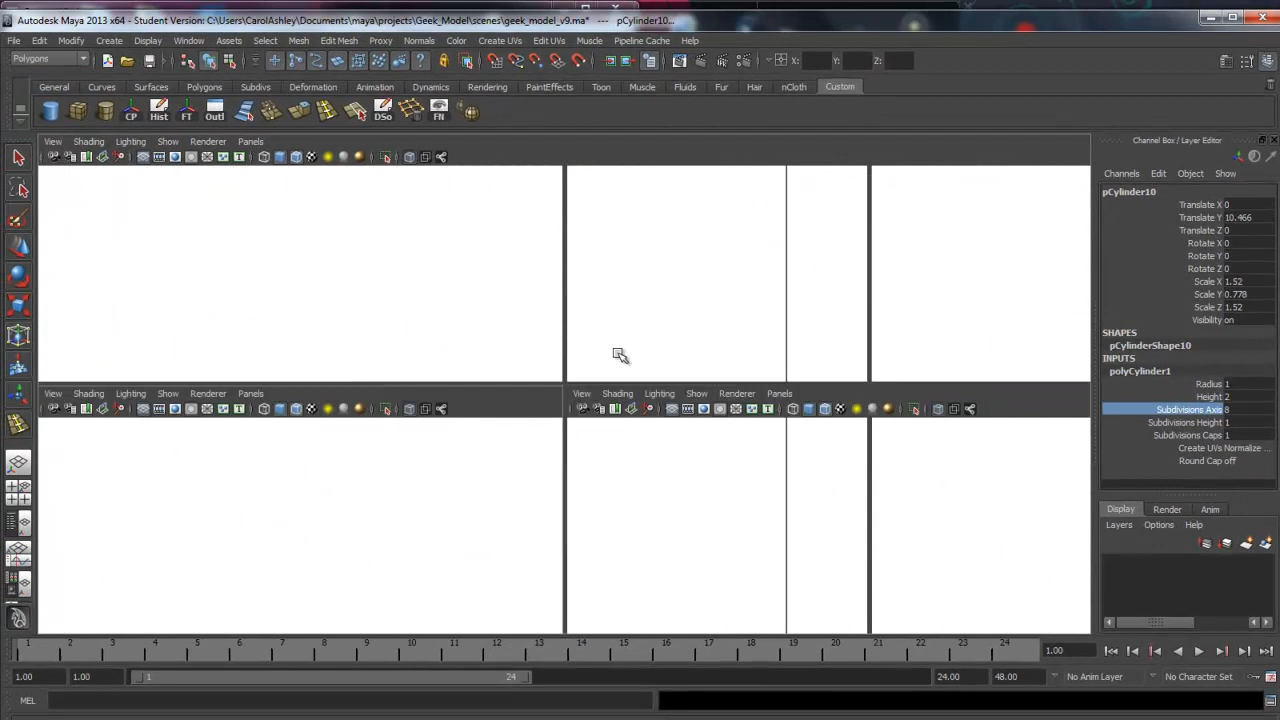 Autodesk Maya 2013 x64 - Student Version: C:\Users\CarolAshley\Documents\maya\projects\Geek_Model\scenes\geek_model_v9.ma* --- pCylinder10...
File Edit Modify Create Display Window Assets Select Mesh Edit Mesh Proxy Normals Color Create UVs Edit UVs Muscle Pipeline Cache Help
Polygons X: Y: Z:
General Curves Surfaces Polygons Subdivs Deformation Animation Dynamics Rendering PaintEffects Toon Muscle Fluids Fur Hair nCloth Custom
CP Hist FT Outl DSo FN
View Shading Lighting Show Renderer Panels
Channel Box / Layer Editor
Channels Edit Object Show
pCylinder10
Translate X 0
Translate Y 10.466
Translate Z 0
Rotate X 0
Rotate Y 0
Rotate Z 0
Scale X 1.52
Scale Y 0.778
Scale Z 1.52
Visibility on
SHAPES
pCylinderShape10
INPUTS
polyCylinder1
Radius 1
Height 2
Subdivisions Axis 8
Subdivisions Height 1
Subdivisions Caps 1
Create UVs Normalize ...
Round Cap off
View Shading Lighting Show Renderer Panels
View Shading Lighting Show Renderer Panels
Display Render Anim
Layers Options Help
1 2 3 4 5 6 7 8 9 10 11 12 13 14 15 16 17 18 19 20 21 22 23 24 1.00
1.00 1.00 1 24 24.00 48.00 No Anim Layer No Character Set
MEL